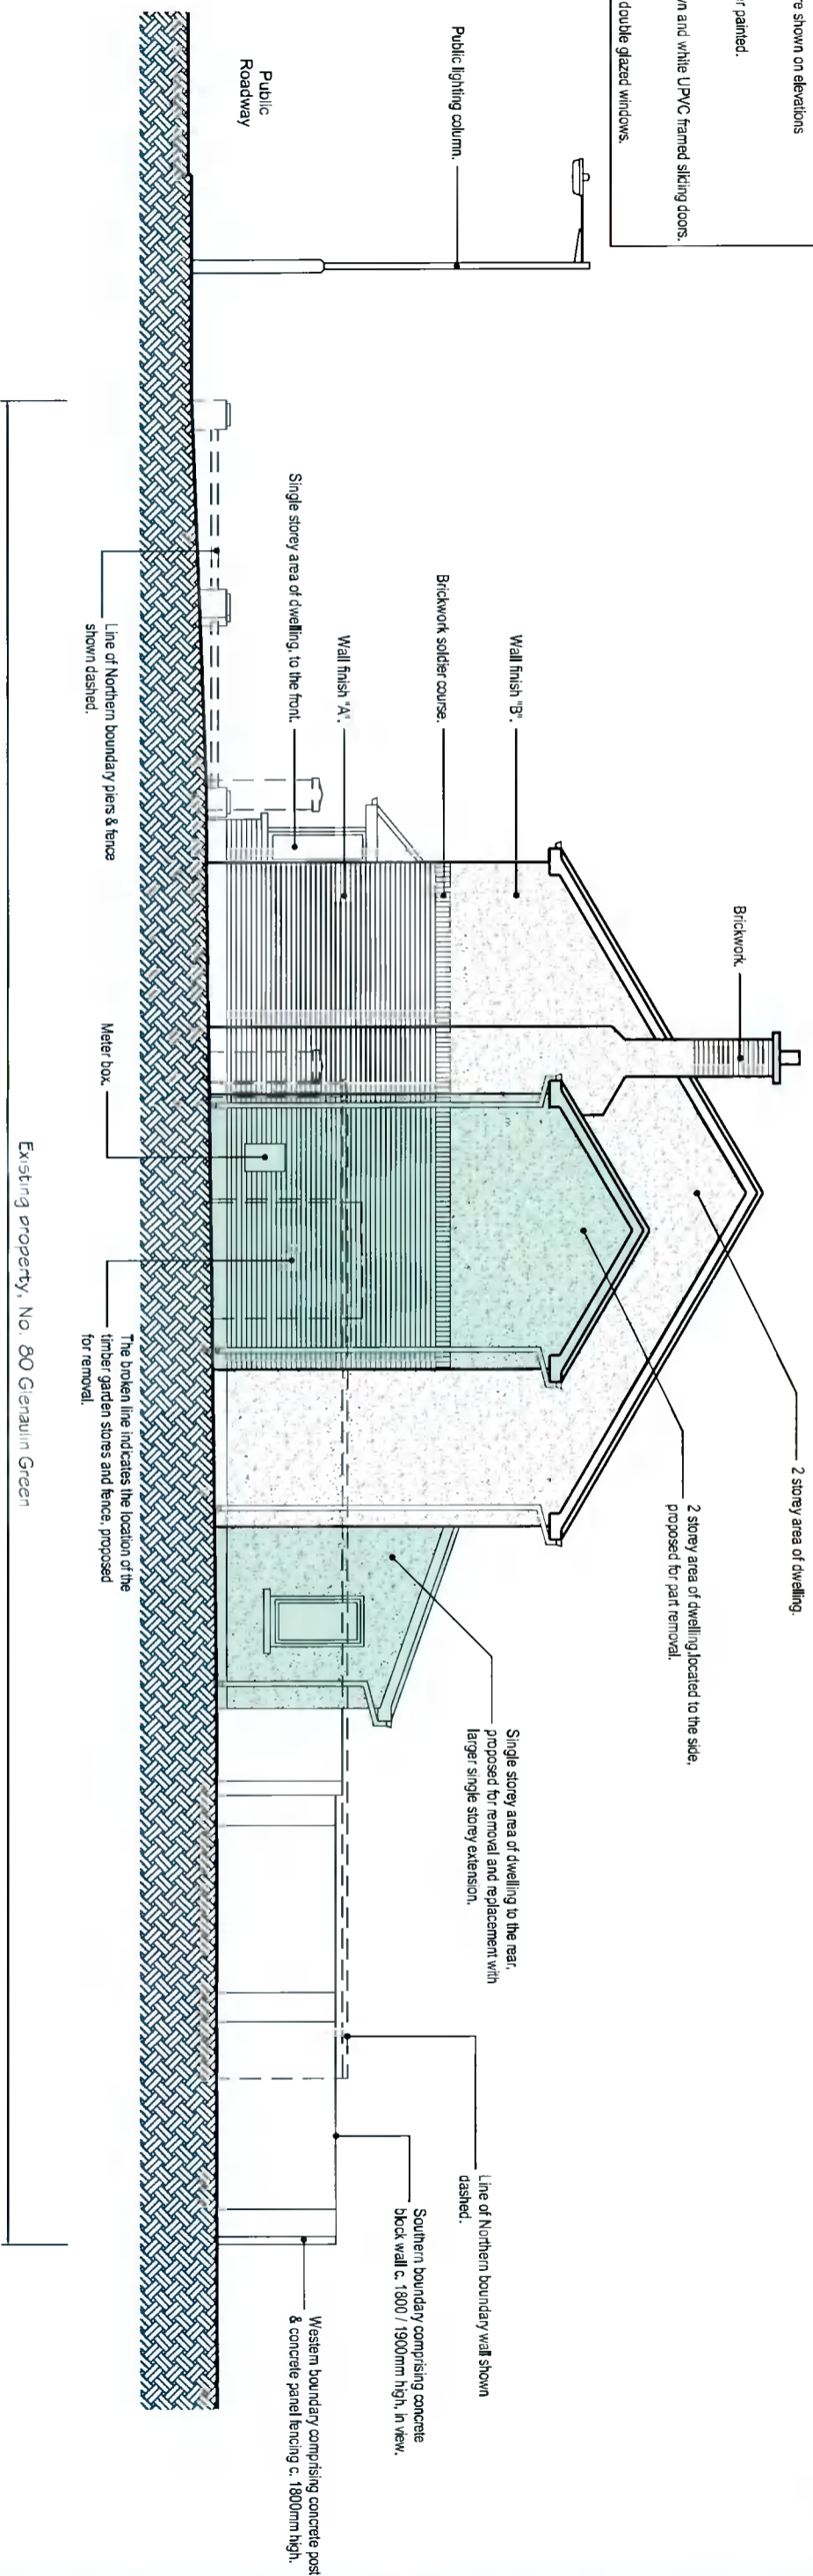 re shown on elevations
r painted.
vn and white UPVC framed sliding doors.
double glazed windows.
Public lighting column.
Public
Roadway
2 storey area of dwelling.
Brickwork.
2 storey area of dwelling,located to the side,
proposed for part removal.
Wall finish "B".
Brickwork soldier course.
Wall finish "A".
Single storey area of dwelling, to the front.
Single storey area of dwelling to the rear,
proposed for removal and replacement with
larger single storey extension.
Line of Northern boundary wall shown
dashed.
Southern boundary comprising concrete
block wall c. 1800 / 1900mm high, in view.
Western boundary comprising concrete post
& concrete panel fencing c. 1800mm high.
Line of Northern boundary piers & fence
shown dashed.
Meter box.
The broken line indicates the location of the
timber garden stores and fence, proposed
for removal.
Existing property, No. 80 Glenaulin Green